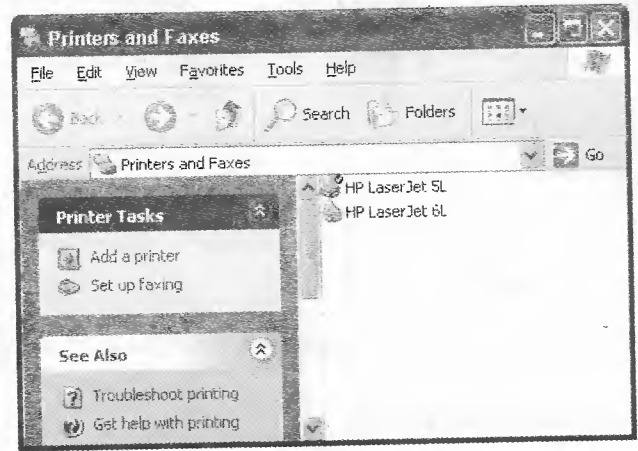 Printers and Faxes
File Edit View Favorites Tools Help
Back Search Folders
Address Printers and Faxes Go
Printer Tasks
Add a printer
Set up faxing
See Also
Troubleshoot printing
Get help with printing
HP LaserJet 5L
HP LaserJet 6L